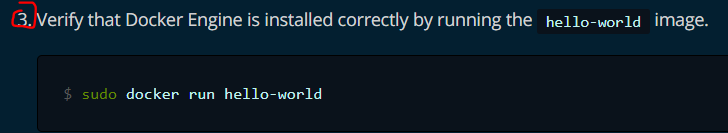 3. Verify that Docker Engine is installed correctly by running the hello-world image.
$ sudo docker run hello-world